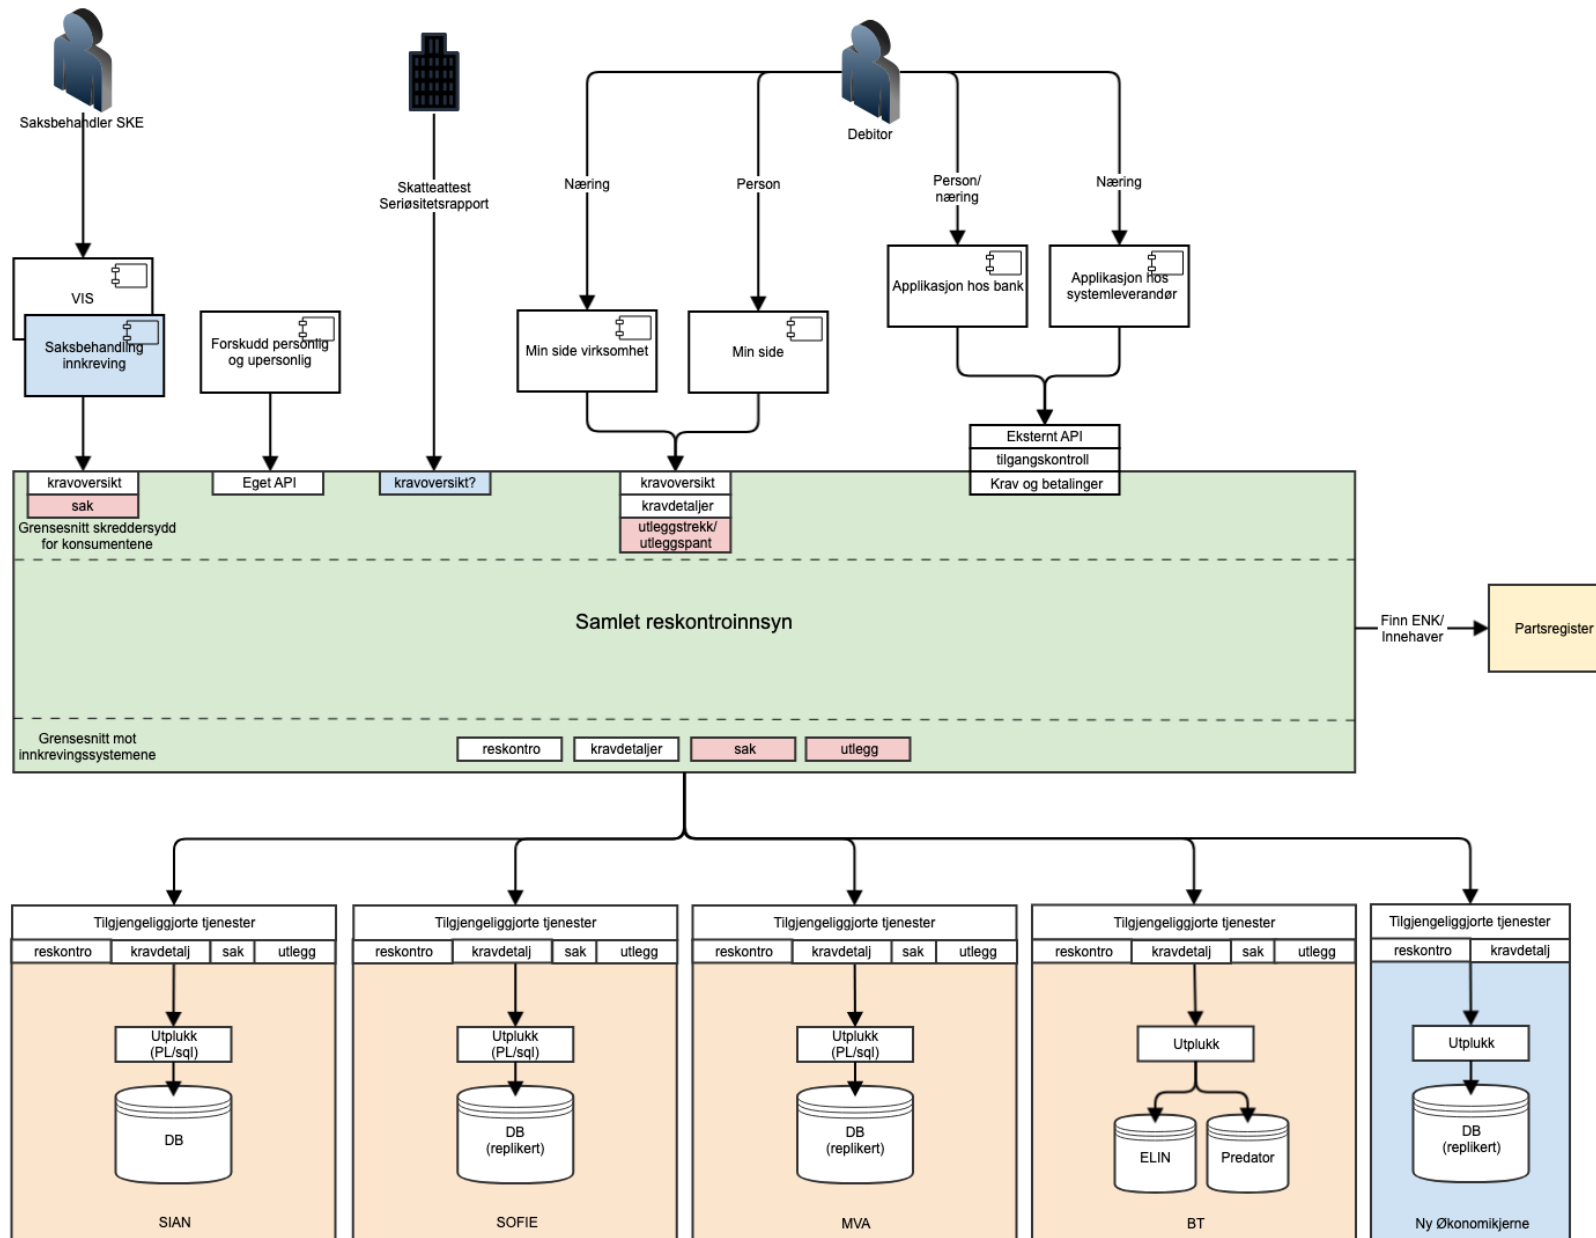 Saksbehandler SKE
Debitor
Skatteattest
Seriøsitetsrapport
Næring
Person
Person/
næring
Næring
VIS
Saksbehandling
innkreving
Forskudd personlig
og upersonlig
Min side virksomhet
Min side
Applikasjon hos bank
Applikasjon hos
systemleverandør
Eksternt API
tilgangskontroll
Krav og betalinger
kravoversikt
sak
Grensesnitt skreddersydd
for konsumentene
Eget API
kravoversikt?
kravoversikt
kravdetaljer
utleggstrekk/
utleggspant
Samlet reskontroinnsyn
Finn ENK/
Innehaver
Partsregister
Grensesnitt mot
innkrevingssystemene
reskontro
kravdetaljer
sak
utlegg
Tilgjengeliggjorte tjenester
reskontro
kravdetalj
sak
utlegg
Utplukk
(PL/sql)
DB
SIAN
Tilgjengeliggjorte tjenester
reskontro
kravdetalj
sak
utlegg
Utplukk
(PL/sql)
DB
(replikert)
SOFIE
Tilgjengeliggjorte tjenester
reskontro
kravdetalj
sak
utlegg
Utplukk
(PL/sql)
DB
(replikert)
MVA
Tilgjengeliggjorte tjenester
reskontro
kravdetalj
sak
utlegg
Utplukk
ELIN
Predator
BT
Tilgjengeliggjorte tjenester
reskontro
kravdetalj
Utplukk
DB
(replikert)
Ny Økonomikjerne